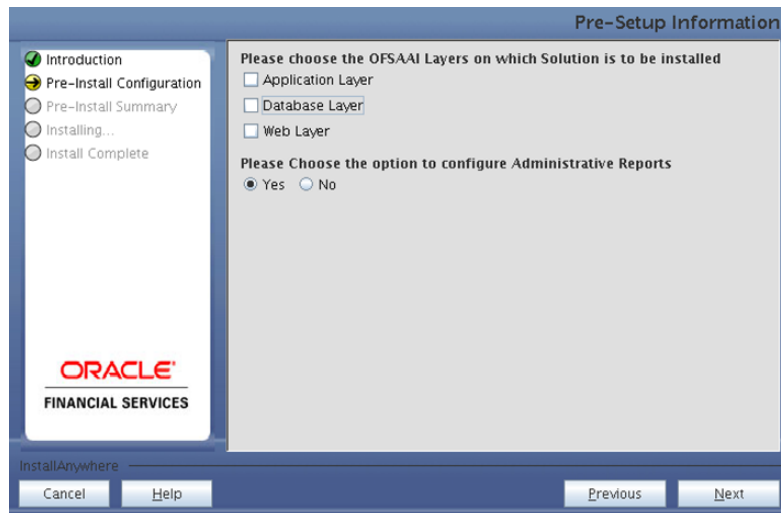 Pre-Setup Information
Introduction
Pre-Install Configuration
Pre-Install Summary
Installing...
Install Complete
Please choose the OFSAAI Layers on which Solution is to be installed
Application Layer
Database Layer
Web Layer
Please Choose the option to configure Administrative Reports
Yes No
ORACLE
FINANCIAL SERVICES
InstallAnywhere
Cancel Help Previous Next